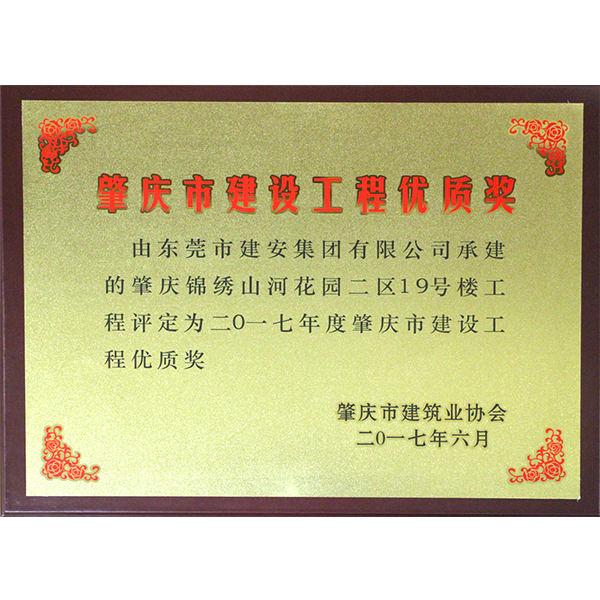 肇庆市建设工程优质奖
由东莞市建安集团有限公司承建
的肇庆锦绣山河花园二区19号楼工
程评定为二O一七年度肇庆市建设工
程优质奖
肇庆市建筑业协会
二O一七年六月